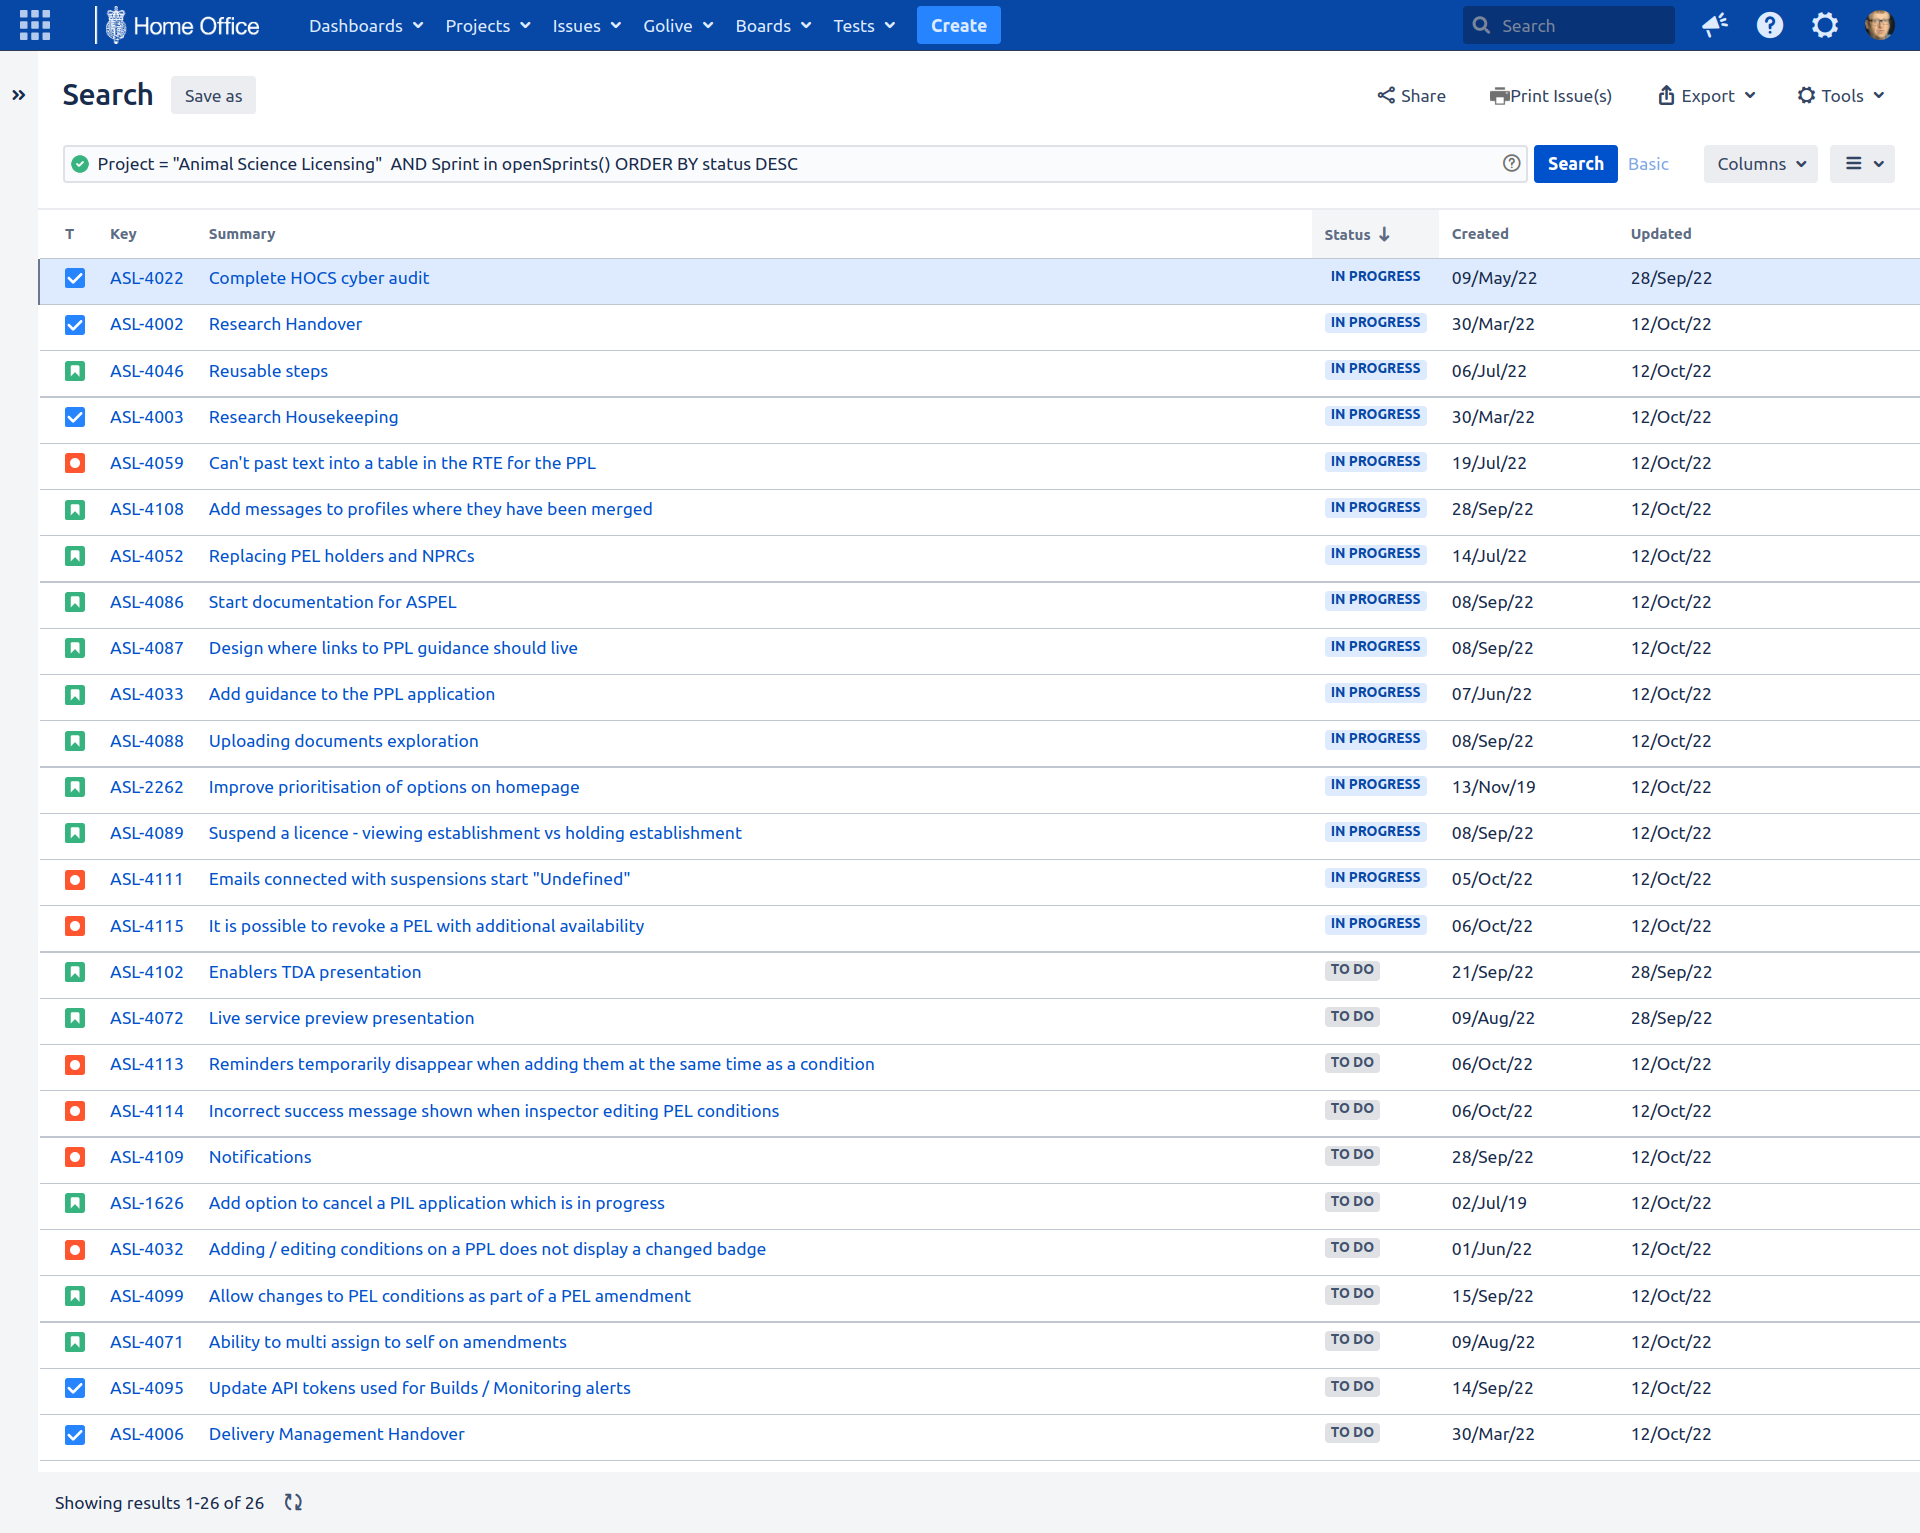 Home Office Dashboards Projects Issues Golive Boards Tests Create Search
Search Save as Share Print Issue(s) Export Tools
Project = "Animal Science Licensing"  AND Sprint in openSprints() ORDER BY status DESC Search Basic Columns
T Key Summary Status Created Updated
ASL-4022 Complete HOCS cyber audit IN PROGRESS 09/May/22 28/Sep/22
ASL-4002 Research Handover IN PROGRESS 30/Mar/22 12/Oct/22
ASL-4046 Reusable steps IN PROGRESS 06/Jul/22 12/Oct/22
ASL-4003 Research Housekeeping IN PROGRESS 30/Mar/22 12/Oct/22
ASL-4059 Can't past text into a table in the RTE for the PPL IN PROGRESS 19/Jul/22 12/Oct/22
ASL-4108 Add messages to profiles where they have been merged IN PROGRESS 28/Sep/22 12/Oct/22
ASL-4052 Replacing PEL holders and NPRCs IN PROGRESS 14/Jul/22 12/Oct/22
ASL-4086 Start documentation for ASPEL IN PROGRESS 08/Sep/22 12/Oct/22
ASL-4087 Design where links to PPL guidance should live IN PROGRESS 08/Sep/22 12/Oct/22
ASL-4033 Add guidance to the PPL application IN PROGRESS 07/Jun/22 12/Oct/22
ASL-4088 Uploading documents exploration IN PROGRESS 08/Sep/22 12/Oct/22
ASL-2262 Improve prioritisation of options on homepage IN PROGRESS 13/Nov/19 12/Oct/22
ASL-4089 Suspend a licence - viewing establishment vs holding establishment IN PROGRESS 08/Sep/22 12/Oct/22
ASL-4111 Emails connected with suspensions start "Undefined" IN PROGRESS 05/Oct/22 12/Oct/22
ASL-4115 It is possible to revoke a PEL with additional availability IN PROGRESS 06/Oct/22 12/Oct/22
ASL-4102 Enablers TDA presentation TO DO 21/Sep/22 28/Sep/22
ASL-4072 Live service preview presentation TO DO 09/Aug/22 28/Sep/22
ASL-4113 Reminders temporarily disappear when adding them at the same time as a condition TO DO 06/Oct/22 12/Oct/22
ASL-4114 Incorrect success message shown when inspector editing PEL conditions TO DO 06/Oct/22 12/Oct/22
ASL-4109 Notifications TO DO 28/Sep/22 12/Oct/22
ASL-1626 Add option to cancel a PIL application which is in progress TO DO 02/Jul/19 12/Oct/22
ASL-4032 Adding / editing conditions on a PPL does not display a changed badge TO DO 01/Jun/22 12/Oct/22
ASL-4099 Allow changes to PEL conditions as part of a PEL amendment TO DO 15/Sep/22 12/Oct/22
ASL-4071 Ability to multi assign to self on amendments TO DO 09/Aug/22 12/Oct/22
ASL-4095 Update API tokens used for Builds / Monitoring alerts TO DO 14/Sep/22 12/Oct/22
ASL-4006 Delivery Management Handover TO DO 30/Mar/22 12/Oct/22
Showing results 1-26 of 26